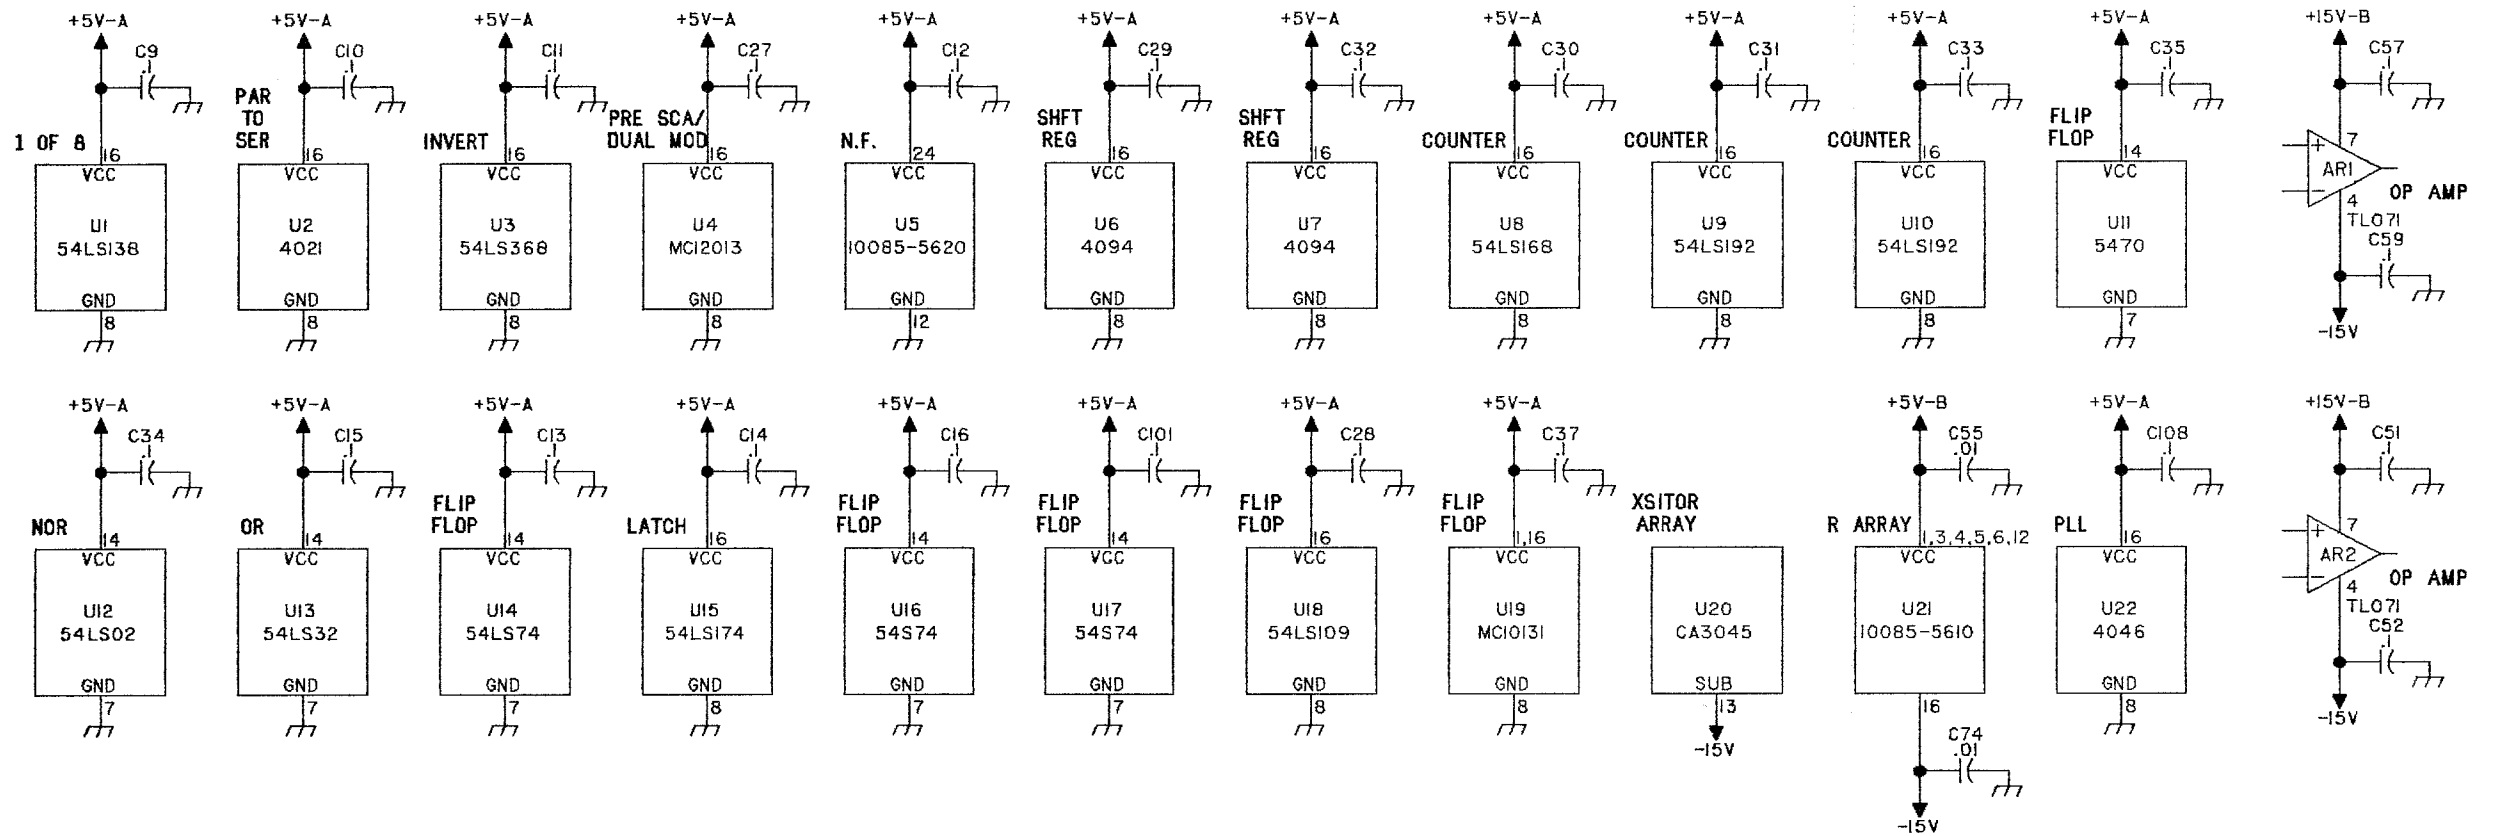 +5V-A
C9
.1
1 OF 8
16
VCC
U1
54LS138
GND
8
+5V-A
C10
.1
PAR
TO
SER
16
VCC
U2
4021
GND
8
+5V-A
C11
.1
INVERT
16
VCC
U3
54LS368
GND
8
+5V-A
C27
.1
PRE SCA/
DUAL MOD
16
VCC
U4
MC12013
GND
8
+5V-A
C12
.1
N.F.
24
VCC
U5
10085-5620
GND
12
+5V-A
C29
.1
SHFT
REG
16
VCC
U6
4094
GND
8
+5V-A
C32
.1
SHFT
REG
16
VCC
U7
4094
GND
8
+5V-A
C30
.1
COUNTER
16
VCC
U8
54LS168
GND
8
+5V-A
C31
.1
COUNTER
16
VCC
U9
54LS192
GND
8
+5V-A
C33
.1
COUNTER
16
VCC
U10
54LS192
GND
8
+5V-A
C35
.1
FLIP
FLOP
14
VCC
U11
5470
GND
7
+15V-B
C57
.1
7
+
AR1
-
OP AMP
4
TL071
C59
.1
-15V
+5V-A
C34
.1
NOR
14
VCC
U12
54LS02
GND
7
+5V-A
C15
.1
OR
14
VCC
U13
54LS32
GND
7
+5V-A
C13
.1
FLIP
FLOP
14
VCC
U14
54LS74
GND
7
+5V-A
C14
.1
LATCH
16
VCC
U15
54LS174
GND
8
+5V-A
C16
.1
FLIP
FLOP
14
VCC
U16
54S74
GND
7
+5V-A
C101
.1
FLIP
FLOP
14
VCC
U17
54S74
GND
7
+5V-A
C28
.1
FLIP
FLOP
16
VCC
U18
54LS109
GND
8
+5V-A
C37
.1
FLIP
FLOP
1,16
VCC
U19
MC10131
GND
8
XSITOR
ARRAY
U20
CA3045
SUB
13
-15V
+5V-B
C55
.01
R ARRAY
1,3,4,5,6,12
VCC
U21
10085-5610
16
C74
.01
-15V
+5V-A
C108
.1
PLL
16
VCC
U22
4046
GND
8
+15V-B
C51
.1
7
+
AR2
-
OP AMP
4
TL071
C52
.1
-15V